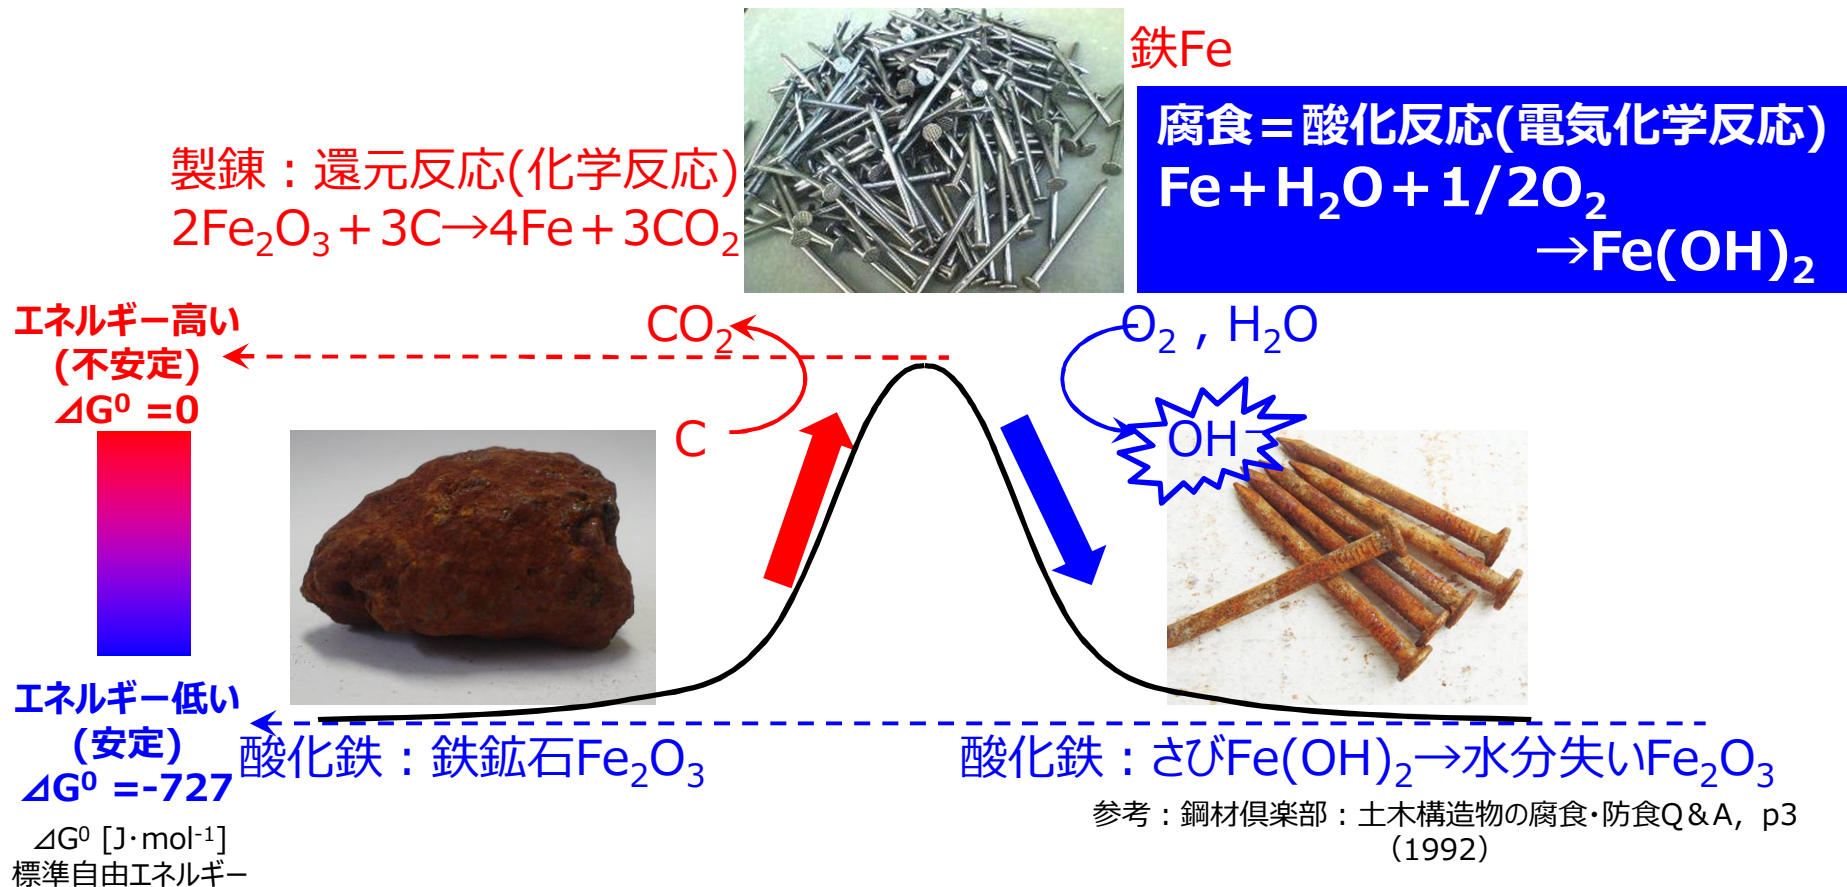 鉄Fe
腐食＝酸化反応(電気化学反応)
Fe＋H₂O＋1/2O₂
→Fe(OH)₂
製錬：還元反応(化学反応)
2Fe₂O₃＋3C→4Fe＋3CO₂
エネルギー高い
(不安定)
⊿G⁰ =0
CO₂
C
O₂ , H₂O
OH⁻
エネルギー低い
(安定)
⊿G⁰ =-727
⊿G⁰ [J･mol⁻¹]
標準自由エネルギー
酸化鉄：鉄鉱石Fe₂O₃
酸化鉄：さびFe(OH)₂→水分失いFe₂O₃
参考：鋼材倶楽部：土木構造物の腐食･防食Q＆A，p3
（1992）